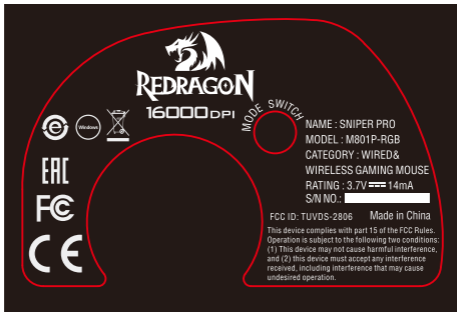 REDRAGON
16000 DPI
MODE SWITCH
Windows
EAC
FC
CE
NAME : SNIPER PRO
MODEL : M801P-RGB
CATEGORY : WIRED&
WIRELESS GAMING MOUSE
RATING : 3.7V⎓14mA
S/N NO.:
FCC ID: TUVDS-2806 Made in China
This device complies with part 15 of the FCC Rules.
Operation is subject to the following two conditions:
(1) This device may not cause harmful interference,
and (2) this device must accept any interference
received, including interference that may cause
undesired operation.